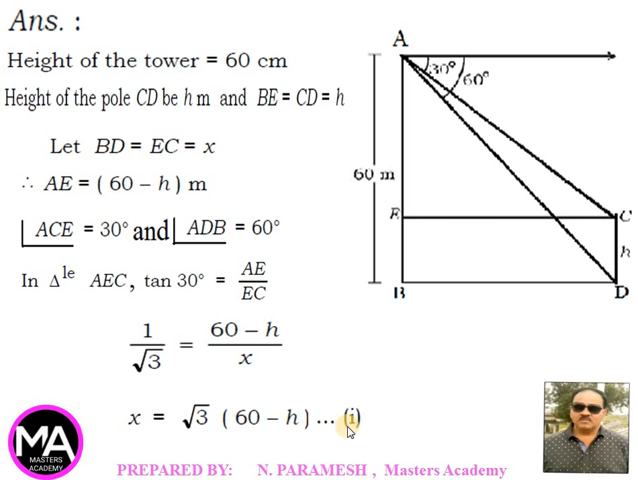 Ans. :
Height of the tower = 60 cm
Height of the pole CD be h m and BE = CD = h
Let BD = EC = x
∴ AE = ( 60 – h ) m
∠ACE = 30° and ∠ADB = 60°
In Δle AEC, tan 30° = AE/EC
1/√3 = 60 – h / x
x = √3 ( 60 – h ) ... (i)
A
30°
60°
60 m
E
C
h
B
D
MA
MASTERS
ACADEMY
PREPARED BY: N. PARAMESH , Masters Academy